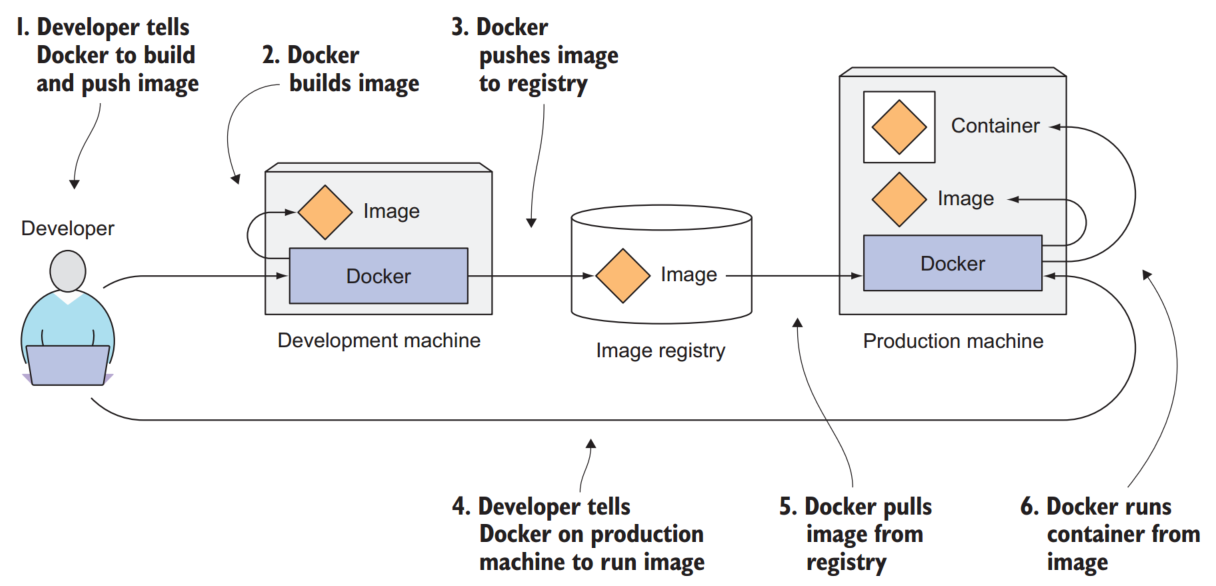 1. Developer tells
Docker to build
and push image
2. Docker
builds image
3. Docker
pushes image
to registry
Developer
Image
Docker
Development machine
Image
Image registry
Container
Image
Docker
Production machine
4. Developer tells
Docker on production
machine to run image
5. Docker pulls
image from
registry
6. Docker runs
container from
image